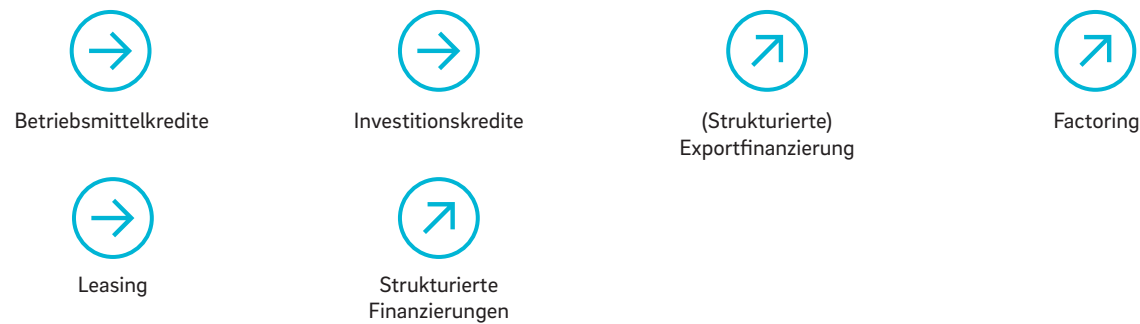 Betriebsmittelkredite
Investitionskredite
(Strukturierte)
Exportfinanzierung
Factoring
Leasing
Strukturierte
Finanzierungen